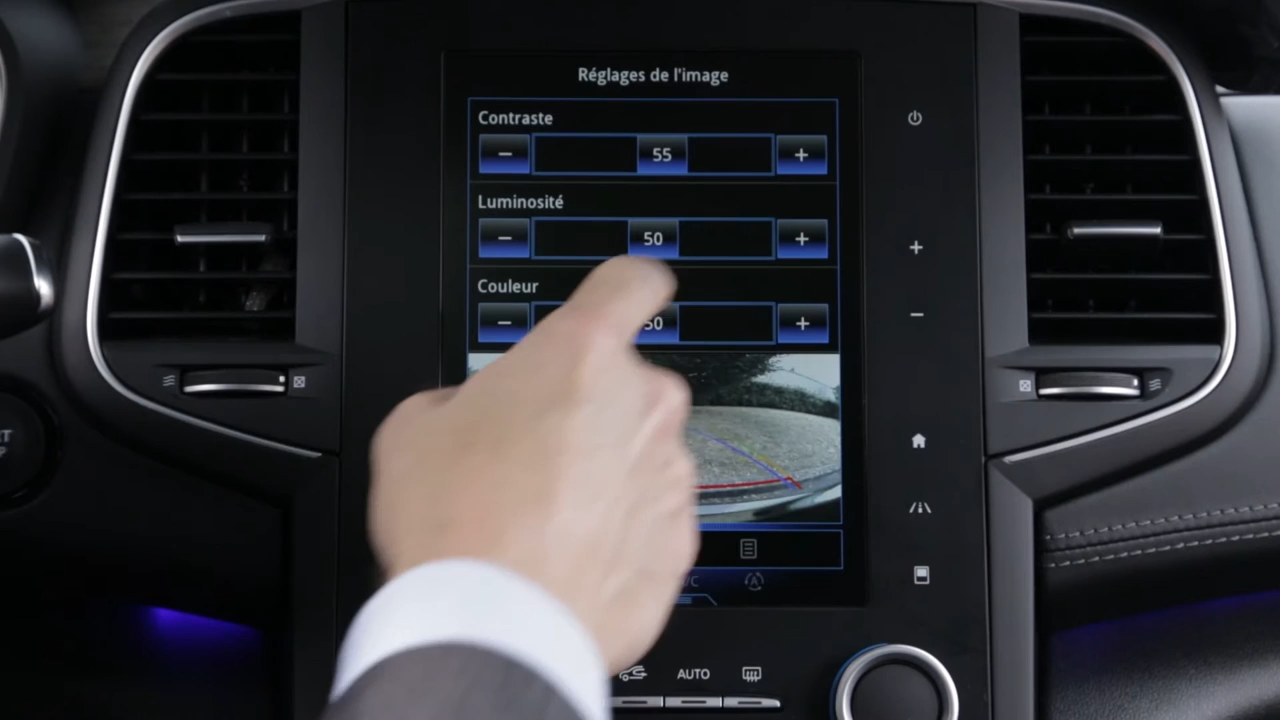 Réglages de l'image
Contraste
− 55 +
Luminosité
− 50 +
Couleur
− 50 +
AUTO